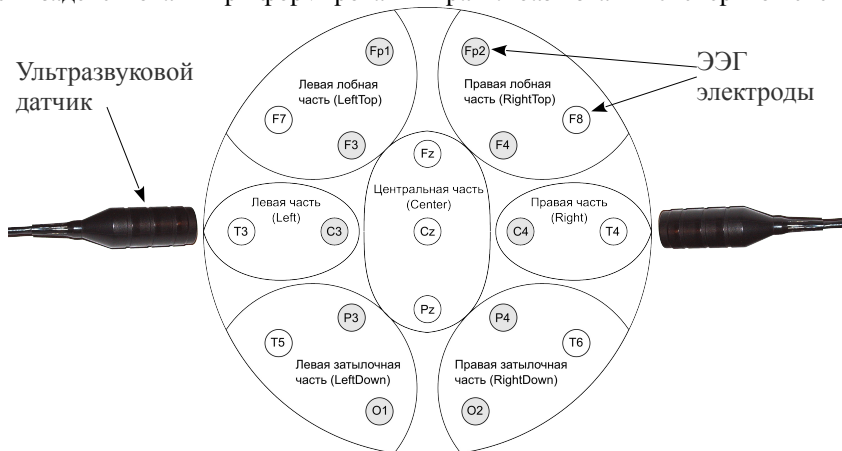 Fp1
Fp2
ЭЭГ
электроды
Ультразвуковой
датчик
Левая лобная
часть (LeftTop)
Правая лобная
часть (RightTop)
F7
F8
F3
F4
Fz
Центральная часть
(Center)
Левая часть
(Left)
Правая часть
(Right)
T3
C3
Cz
C4
T4
Pz
P3
P4
T5
T6
Левая затылочная
часть (LeftDown)
Правая затылочная
часть (RightDown)
O1
O2